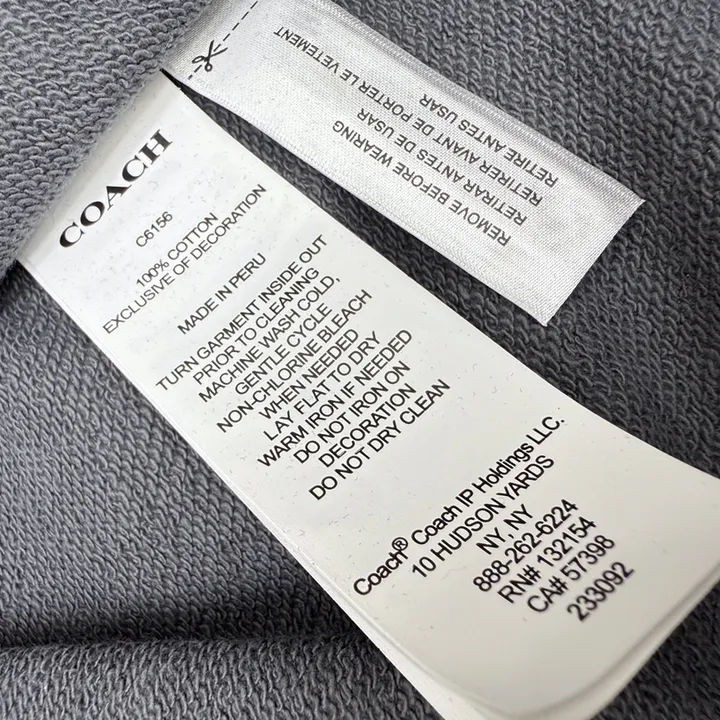 COACH
C6156
100% COTTON
EXCLUSIVE OF DECORATION
MADE IN PERU
TURN GARMENT INSIDE OUT
PRIOR TO CLEANING
MACHINE WASH COLD,
GENTLE CYCLE
NON-CHLORINE BLEACH
WHEN NEEDED
LAY FLAT TO DRY
WARM IRON IF NEEDED
DO NOT IRON ON
DECORATION
DO NOT DRY CLEAN
Coach® Coach IP Holdings LLC.
10 HUDSON YARDS
NY, NY
888-262-6224
RN# 132154
CA# 57398
233092
REMOVE BEFORE WEARING
RETIRAR ANTES DE USAR
RETIRER AVANT DE PORTER LE VETEMENT
RETIRE ANTES USAR